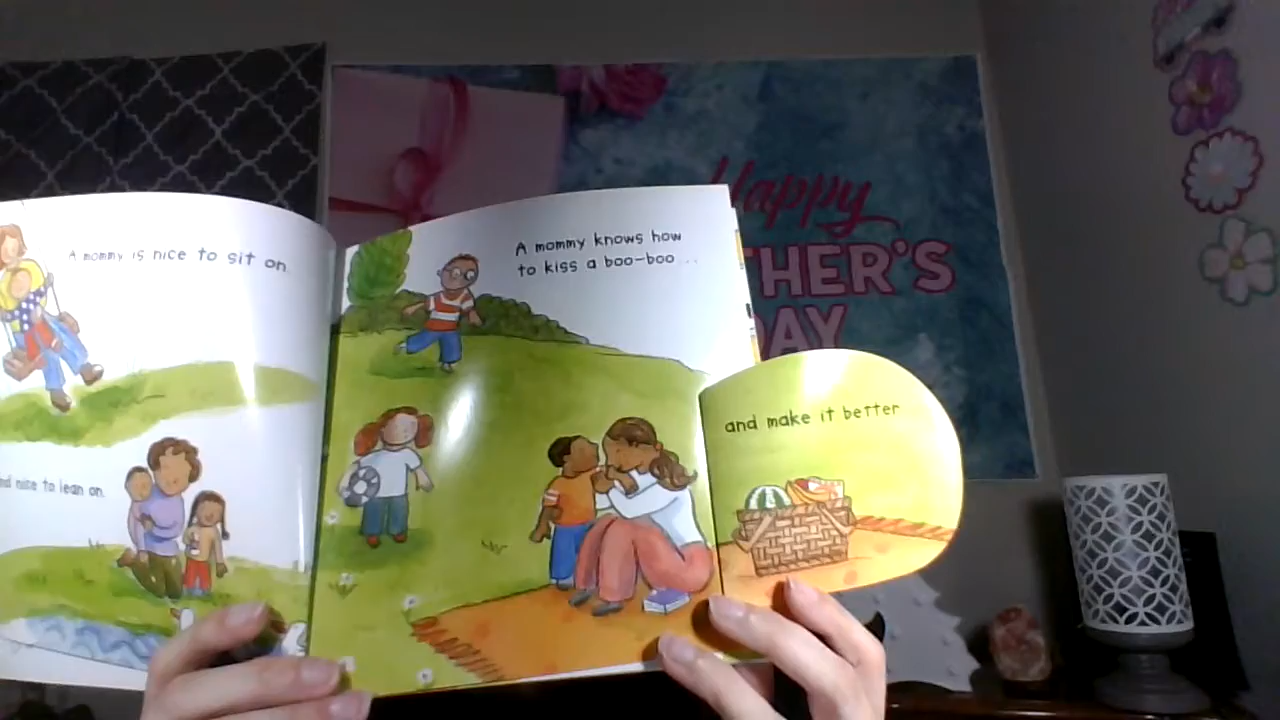 A mommy is nice to sit on.
nd nice to lean on.
A mommy knows how
to kiss a boo-boo ...
and make it better
Happy
THER'S
DAY